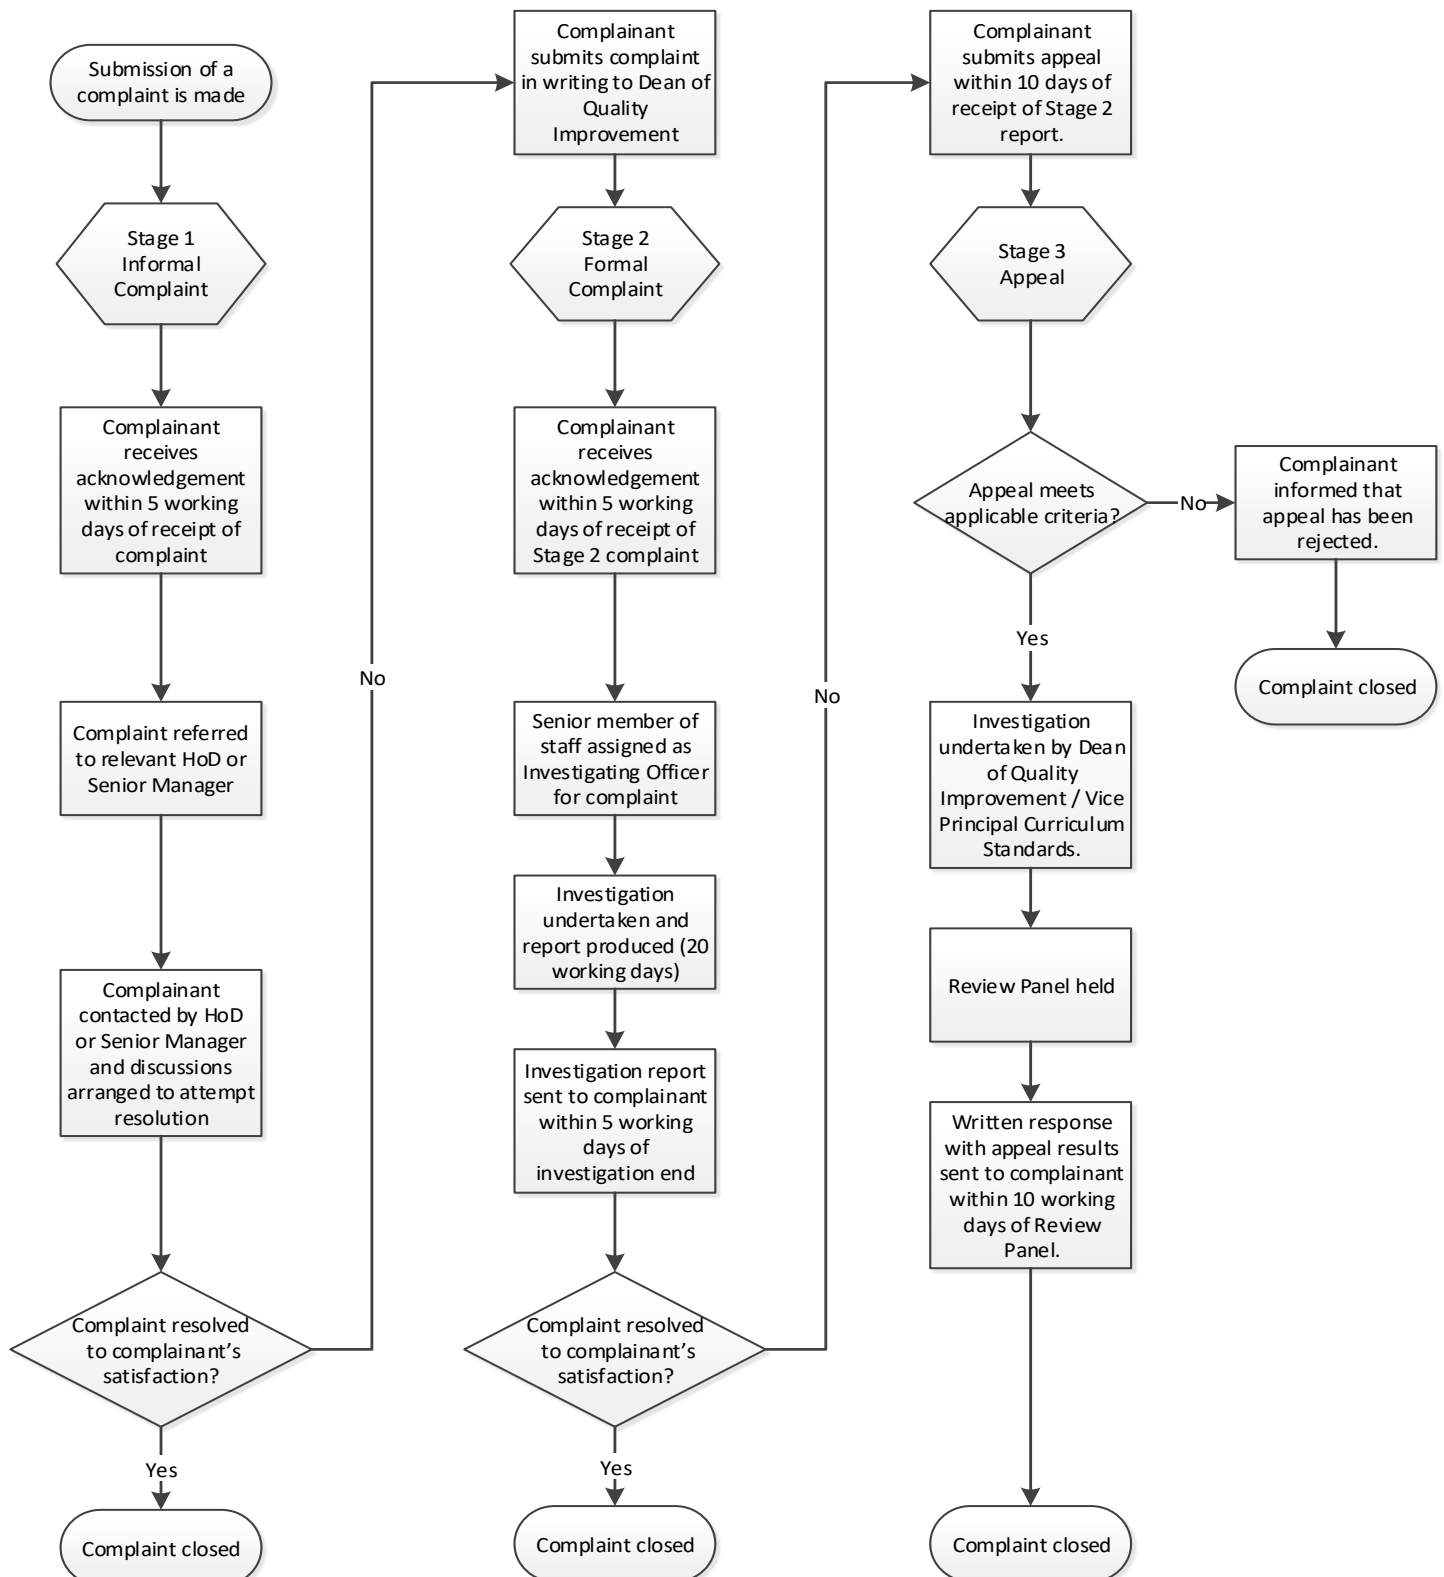 Submission of a
complaint is made
Stage 1
Informal
Complaint
Complainant
receives
acknowledgement
within 5 working
days of receipt of
complaint
Complaint referred
to relevant HoD or
Senior Manager
Complainant
contacted by HoD
or Senior Manager
and discussions
arranged to attempt
resolution
Complaint resolved
to complainant's
satisfaction?
Yes
Complaint closed
No
Complainant
submits complaint
in writing to Dean of
Quality
Improvement
Stage 2
Formal
Complaint
Complainant
receives
acknowledgement
within 5 working
days of receipt of
Stage 2 complaint
Senior member of
staff assigned as
Investigating Officer
for complaint
Investigation
undertaken and
report produced (20
working days)
Investigation report
sent to complainant
within 5 working
days of
investigation end
Complaint resolved
to complainant's
satisfaction?
Yes
Complaint closed
No
Complainant
submits appeal
within 10 days of
receipt of Stage 2
report.
Stage 3
Appeal
Appeal meets
applicable criteria?
No
Complainant
informed that
appeal has been
rejected.
Complaint closed
Yes
Investigation
undertaken by Dean
of Quality
Improvement / Vice
Principal Curriculum
Standards.
Review Panel held
Written response
with appeal results
sent to complainant
within 10 working
days of Review
Panel.
Complaint closed